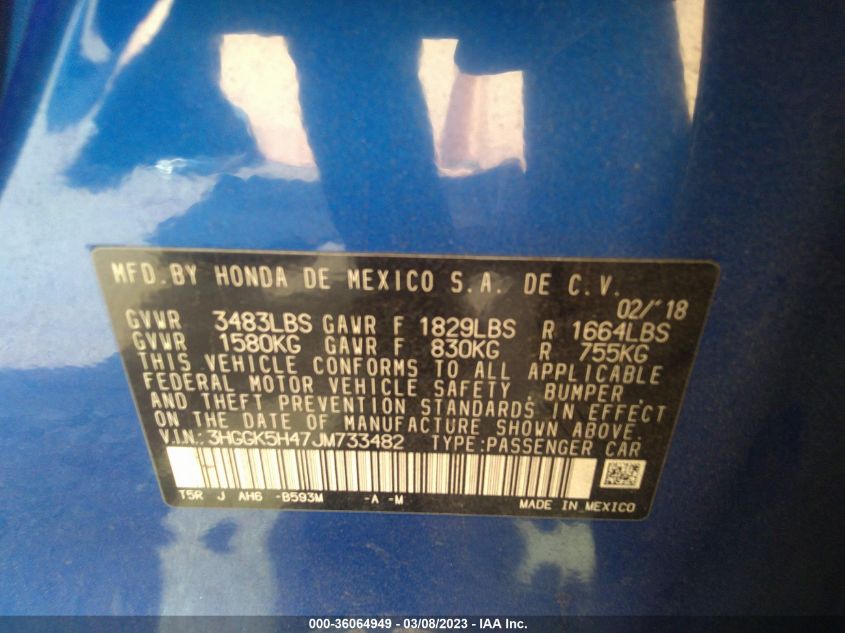 MFD. BY HONDA DE MEXICO S.A. DE C.V.
02/'18
GVWR 3483LBS GAWR F 1829LBS R 1664LBS
GVWR 1580KG GAWR F 830KG R 755KG
THIS VEHICLE CONFORMS TO ALL APPLICABLE
FEDERAL MOTOR VEHICLE SAFETY, BUMPER,
AND THEFT PREVENTION STANDARDS IN EFFECT
ON THE DATE OF MANUFACTURE SHOWN ABOVE.
V.I.N.: 3HGGK5H47JM733482 TYPE:PASSENGER CAR
T5R J AH6 -B593M -A -M
MADE IN MEXICO
000-36064949 - 03/08/2023 - IAA Inc.